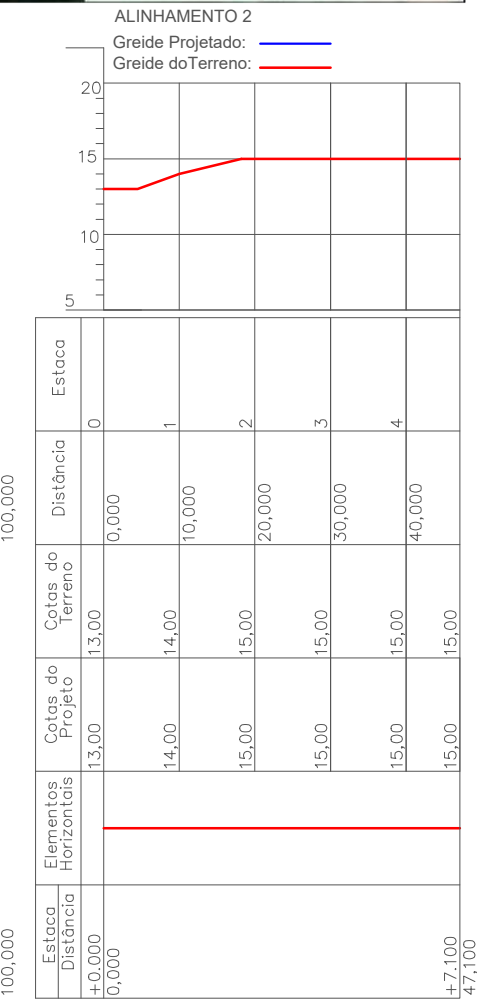 ALINHAMENTO 2
Greide Projetado:
Greide doTerreno:
20
15
10
5
Estaca
0
1
2
3
4
100,000
Distância
0,000
10,000
20,000
30,000
40,000
Cotas do
Terreno
13,00
14,00
15,00
15,00
15,00
15,00
Cotas do
Projeto
13,00
14,00
15,00
15,00
15,00
15,00
Elementos
Horizontais
100,000
Estaca
Distância
+0.000
0,000
+7.100
47,100